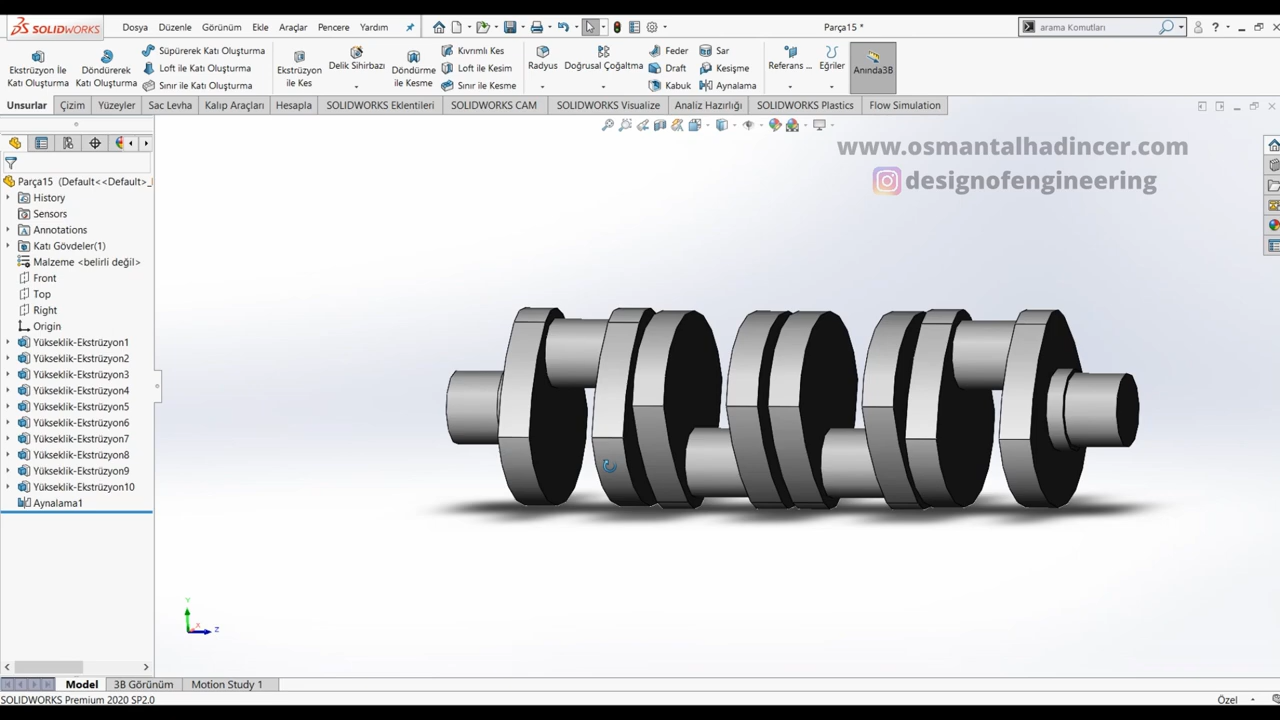 SOLIDWORKS
Dosya Düzenle Görünüm Ekle Araçlar Pencere Yardım
Parça15 *
arama Komutları
?
Ekstrüzyon İle Katı Oluşturma
Döndürerek Katı Oluşturma
Süpürerek Katı Oluşturma
Loft ile Katı Oluşturma
Sınır ile Katı Oluşturma
Ekstrüzyon ile Kes
Delik Sihirbazı
Döndürme ile Kesme
Kıvrımlı Kes
Loft ile Kesim
Sınır ile Kesme
Radyus
Doğrusal Çoğaltma
Feder
Draft
Kabuk
Sar
Kesişme
Aynalama
Referans ...
Eğriler
Anında3B
Unsurlar Çizim Yüzeyler Sac Levha Kalıp Araçları Hesapla SOLIDWORKS Eklentileri SOLIDWORKS CAM SOLIDWORKS Visualize Analiz Hazırlığı SOLIDWORKS Plastics Flow Simulation
www.osmantalhadincer.com
designofengineering
Parça15 (Default<<Default>_
History
Sensors
Annotations
Katı Gövdeler(1)
Malzeme <belirli değil>
Front
Top
Right
Origin
Yükseklik-Ekstrüzyon1
Yükseklik-Ekstrüzyon2
Yükseklik-Ekstrüzyon3
Yükseklik-Ekstrüzyon4
Yükseklik-Ekstrüzyon5
Yükseklik-Ekstrüzyon6
Yükseklik-Ekstrüzyon7
Yükseklik-Ekstrüzyon8
Yükseklik-Ekstrüzyon9
Yükseklik-Ekstrüzyon10
Aynalama1
Y
X
Z
Model 3B Görünüm Motion Study 1
SOLIDWORKS Premium 2020 SP2.0
Özel